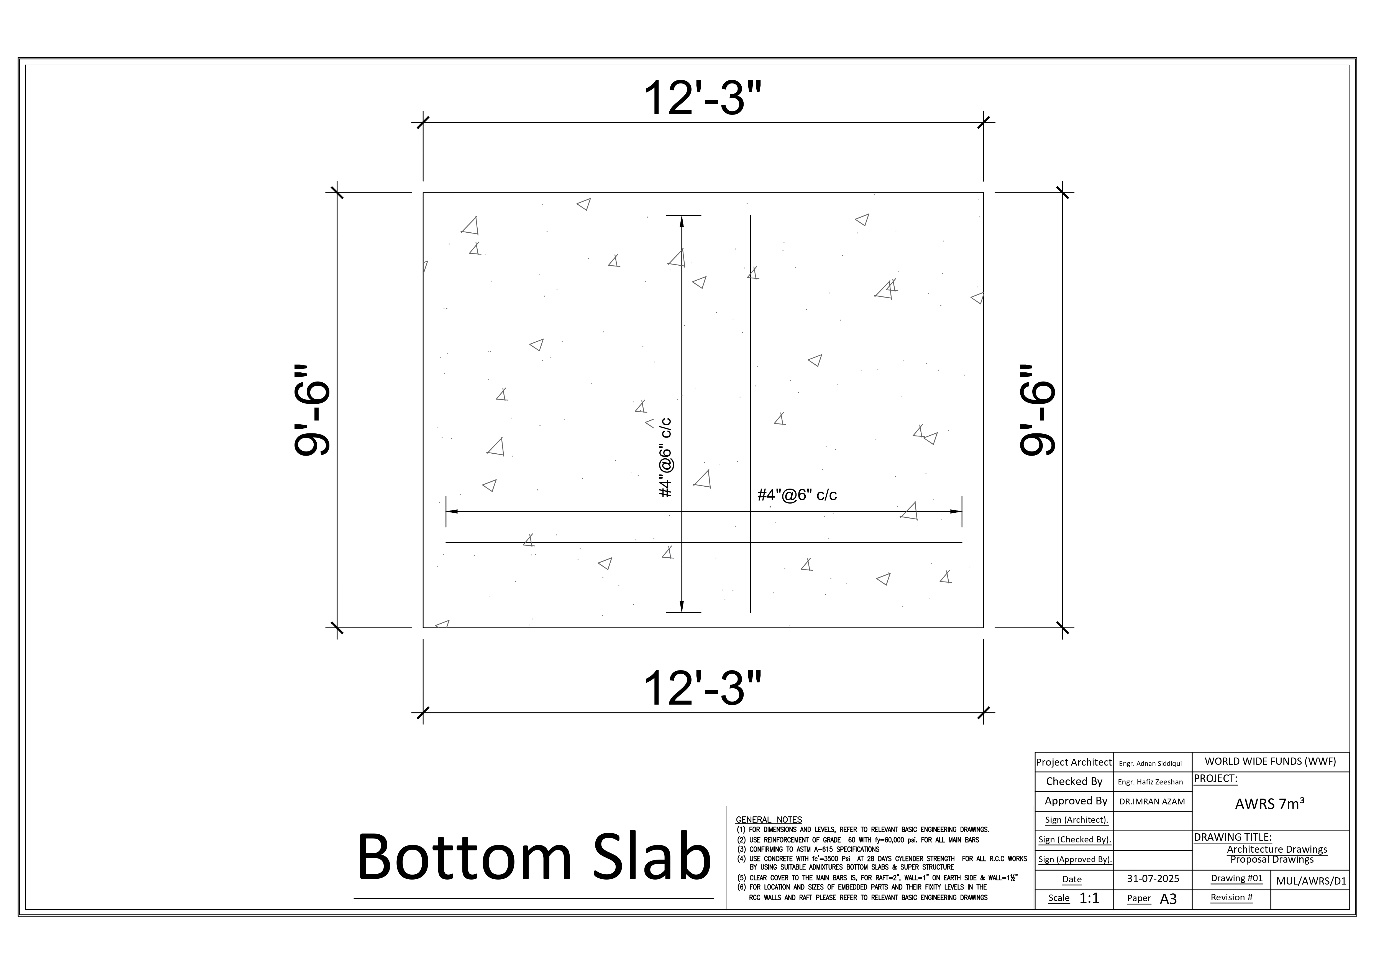 12'-3"
9'-6"
9'-6"
#4"@6" c/c
#4"@6" c/c
12'-3"
Bottom Slab
GENERAL NOTES
(1) FOR DIMENSIONS AND LEVELS, REFER TO RELEVANT BASIC ENGINEERING DRAWINGS.
(2) USE REINFORCEMENT OF GRADE 60 WITH fy=60,000 psi. FOR ALL MAIN BARS
(3) CONFIRMING TO ASTM A-615 SPECIFICATIONS
(4) USE CONCRETE WITH fc'=3500 Psi AT 28 DAYS CYLENDER STRENGTH FOR ALL R.C.C WORKS
BY USING SUITABLE ADMIXTURES BOTTOM SLABS & SUPER STRUCTURE
(5) CLEAR COVER TO THE MAIN BARS IS, FOR RAFT=2", WALL=1" ON EARTH SIDE & WALL=1½"
(6) FOR LOCATION AND SIZES OF EMBEDDED PARTS AND THEIR FIXITY LEVELS IN THE
RCC WALLS AND RAFT PLEASE REFER TO RELEVANT BASIC ENGINEERING DRAWINGS
Project Architect Engr. Adnan Siddiqui
Checked By Engr. Hafiz Zeeshan
Approved By DR.IMRAN AZAM
Sign (Architect).
Sign (Checked By).
Sign (Approved By).
Date 31-07-2025
Scale 1:1 Paper A3
WORLD WIDE FUNDS (WWF)
PROJECT:
AWRS 7m³
DRAWING TITLE:
Architecture Drawings
Proposal Drawings
Drawing #01 MUL/AWRS/D1
Revision #